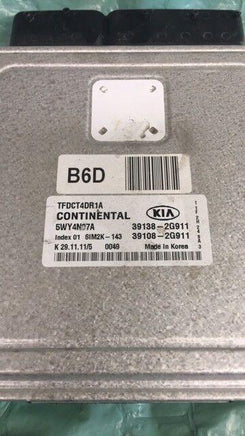 B6D
TFDCT4DR1A
CONTINENTAL KIA
5WY4N07A 39138-2G911
Index 01 SIM2K-143 39108-2G911
K 29.11.11/5 0049 Made in Korea